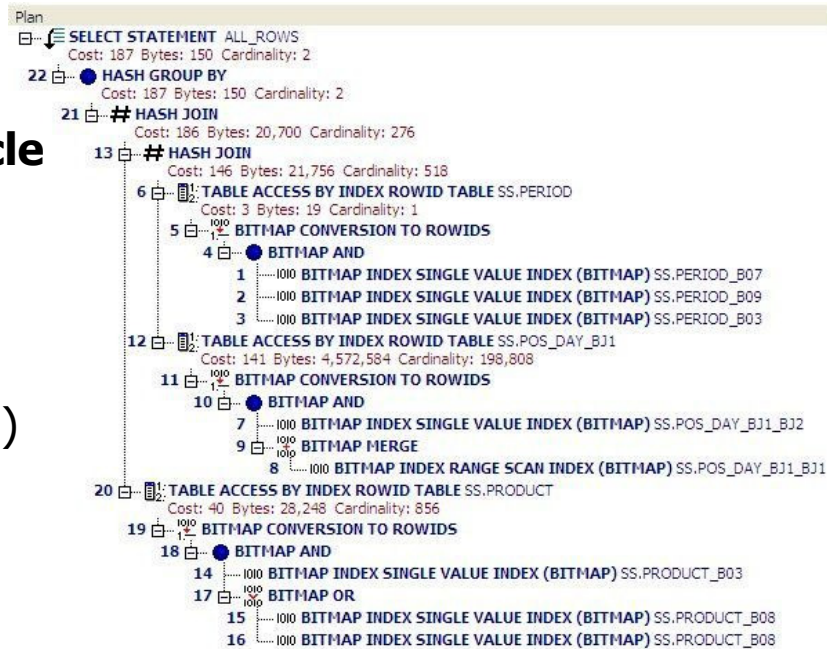 Plan
SELECT STATEMENT ALL_ROWS
Cost: 187 Bytes: 150 Cardinality: 2
22 HASH GROUP BY
Cost: 187 Bytes: 150 Cardinality: 2
21 HASH JOIN
Cost: 186 Bytes: 20,700 Cardinality: 276
cle
13 HASH JOIN
Cost: 146 Bytes: 21,756 Cardinality: 518
6 TABLE ACCESS BY INDEX ROWID TABLE SS.PERIOD
Cost: 3 Bytes: 19 Cardinality: 1
5 BITMAP CONVERSION TO ROWIDS
4 BITMAP AND
1 BITMAP INDEX SINGLE VALUE INDEX (BITMAP) SS.PERIOD_B07
2 BITMAP INDEX SINGLE VALUE INDEX (BITMAP) SS.PERIOD_B09
3 BITMAP INDEX SINGLE VALUE INDEX (BITMAP) SS.PERIOD_B03
12 TABLE ACCESS BY INDEX ROWID TABLE SS.POS_DAY_BJ1
Cost: 141 Bytes: 4,572,584 Cardinality: 198,808
11 BITMAP CONVERSION TO ROWIDS
10 BITMAP AND
)
7 BITMAP INDEX SINGLE VALUE INDEX (BITMAP) SS.POS_DAY_BJ1_BJ2
9 BITMAP MERGE
8 BITMAP INDEX RANGE SCAN INDEX (BITMAP) SS.POS_DAY_BJ1_BJ1
20 TABLE ACCESS BY INDEX ROWID TABLE SS.PRODUCT
Cost: 40 Bytes: 28,248 Cardinality: 856
19 BITMAP CONVERSION TO ROWIDS
18 BITMAP AND
14 BITMAP INDEX SINGLE VALUE INDEX (BITMAP) SS.PRODUCT_B03
17 BITMAP OR
15 BITMAP INDEX SINGLE VALUE INDEX (BITMAP) SS.PRODUCT_B08
16 BITMAP INDEX SINGLE VALUE INDEX (BITMAP) SS.PRODUCT_B08